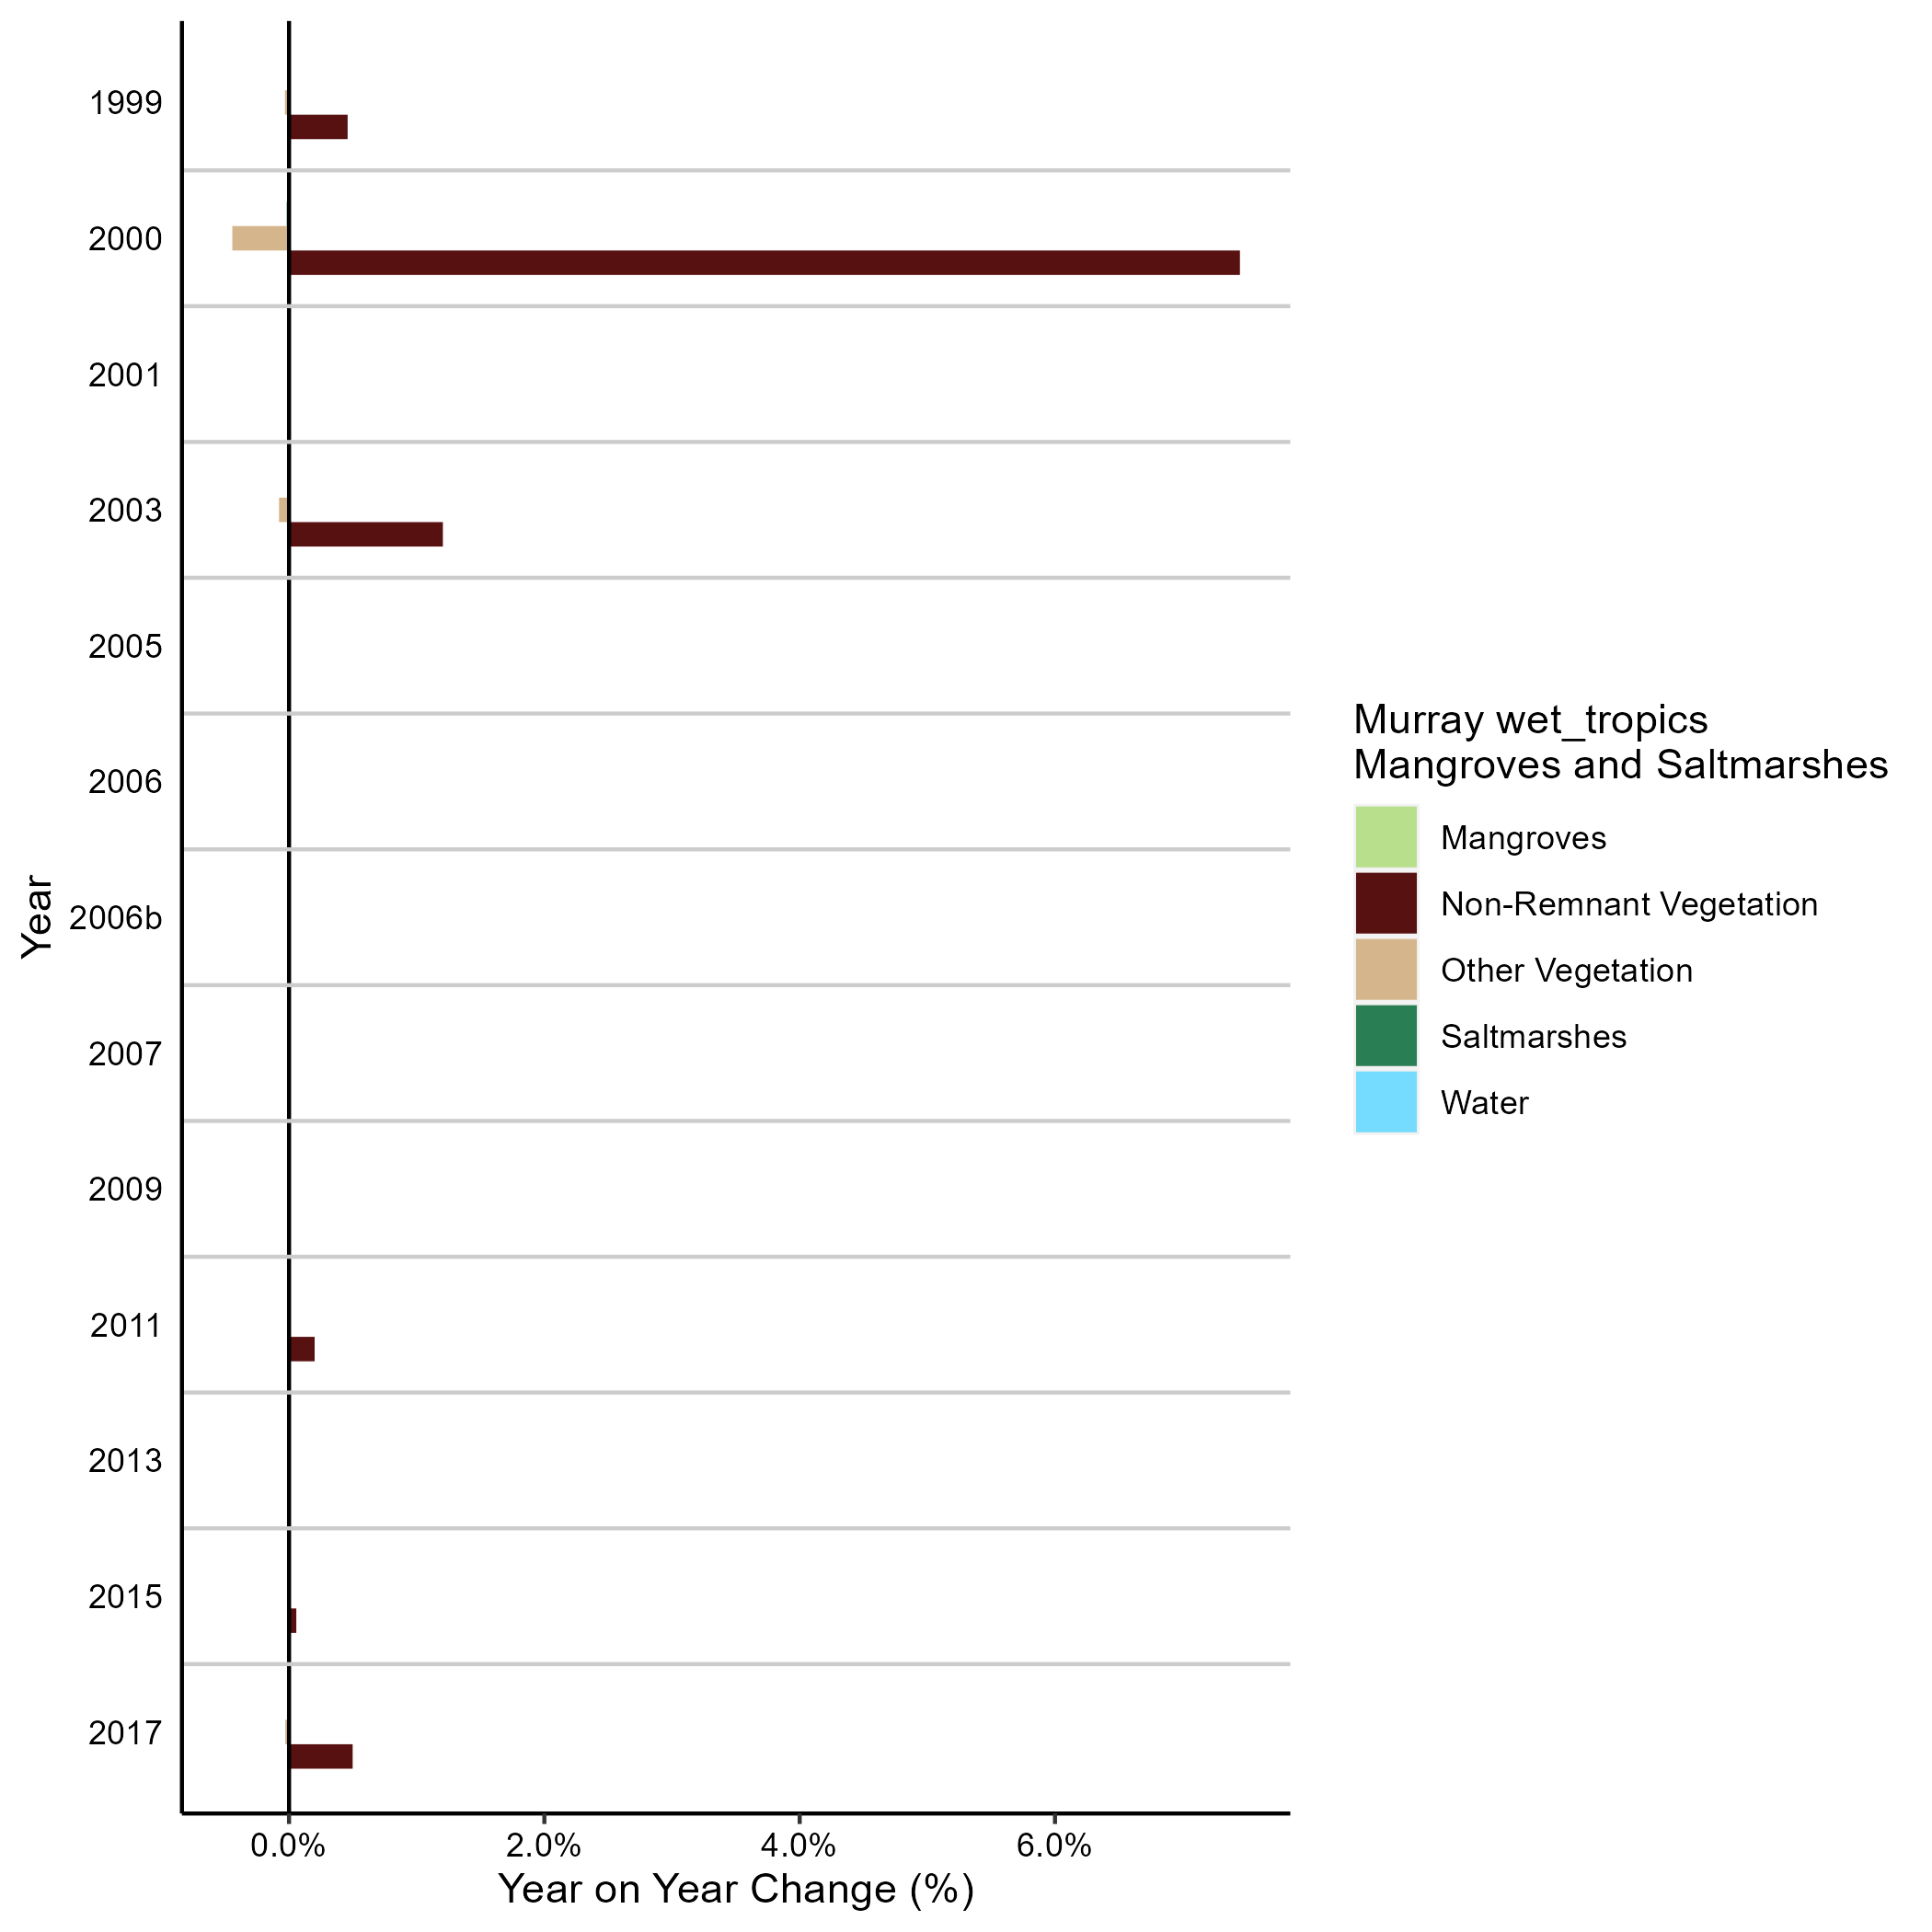 1999
2000
2001
2003
2005
2006
2006b
2007
2009
2011
2013
2015
2017
Year
0.0% 2.0% 4.0% 6.0%
Year on Year Change (%)
Murray wet_tropics
Mangroves and Saltmarshes
Mangroves
Non-Remnant Vegetation
Other Vegetation
Saltmarshes
Water